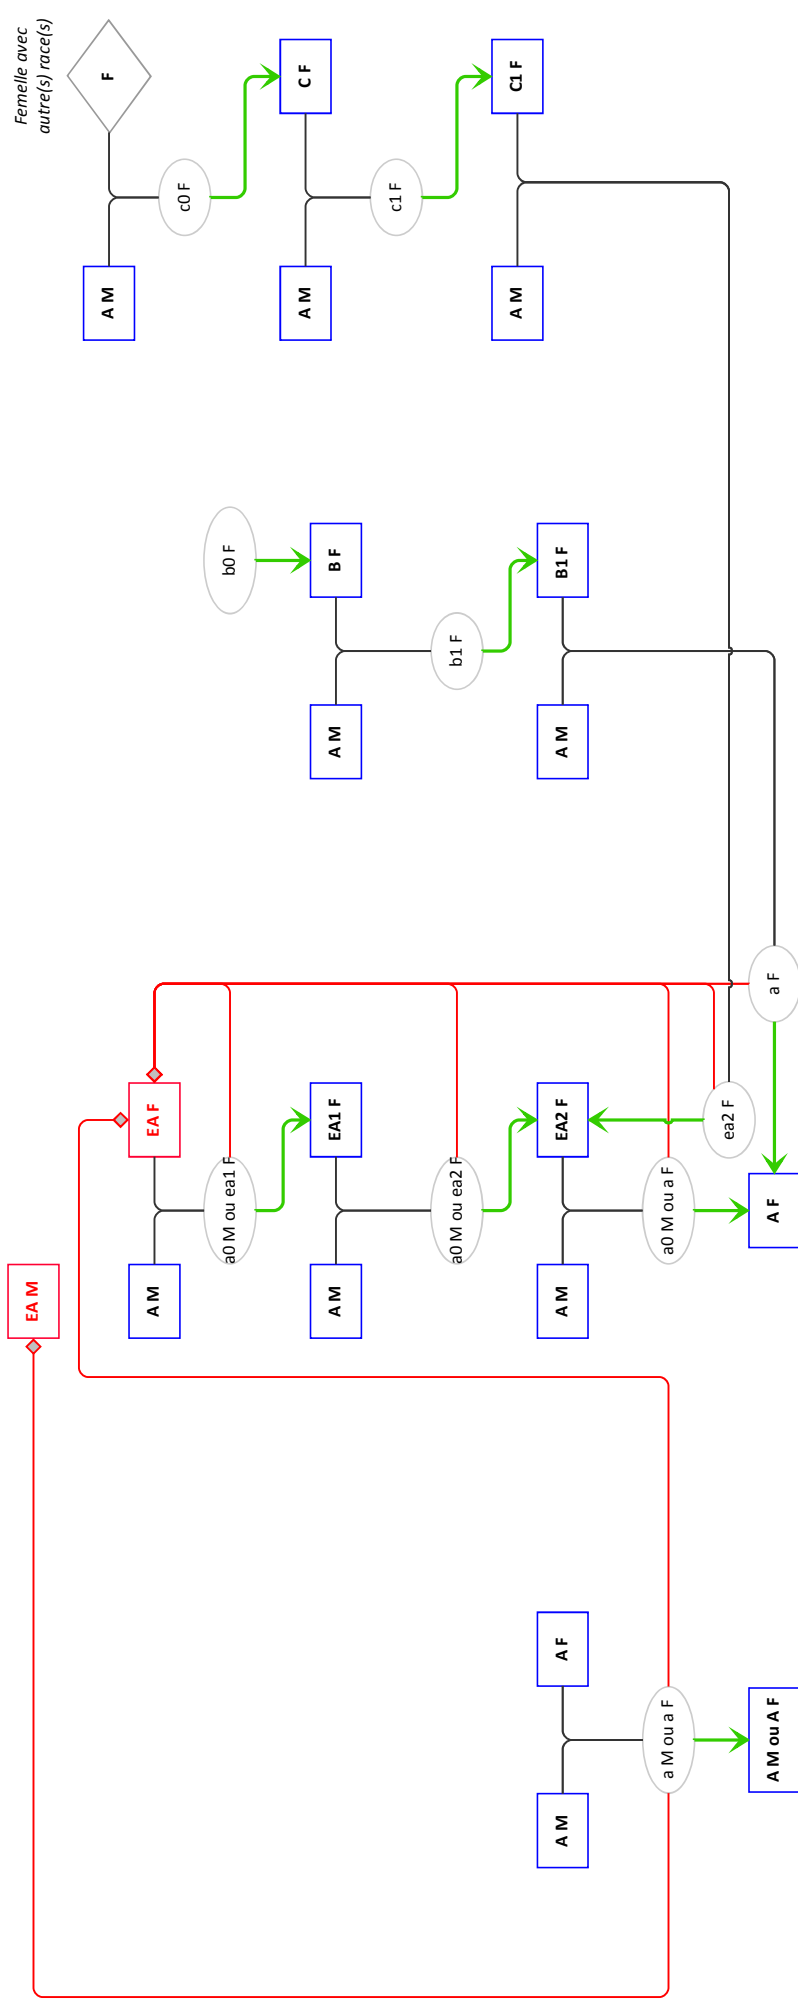 EA M
Femelle avec
autre(s) race(s)
A M
F
A M
EA F
c0 F
a0 M ou ea1 F
b0 F
A M
C F
A M
EA1 F
A M
B F
c1 F
a0 M ou ea2 F
b1 F
A M
C1 F
A M
A F
A M
EA2 F
A M
B1 F
a M ou a F
a0 M ou a F
ea2 F
A M ou A F
A F
a F